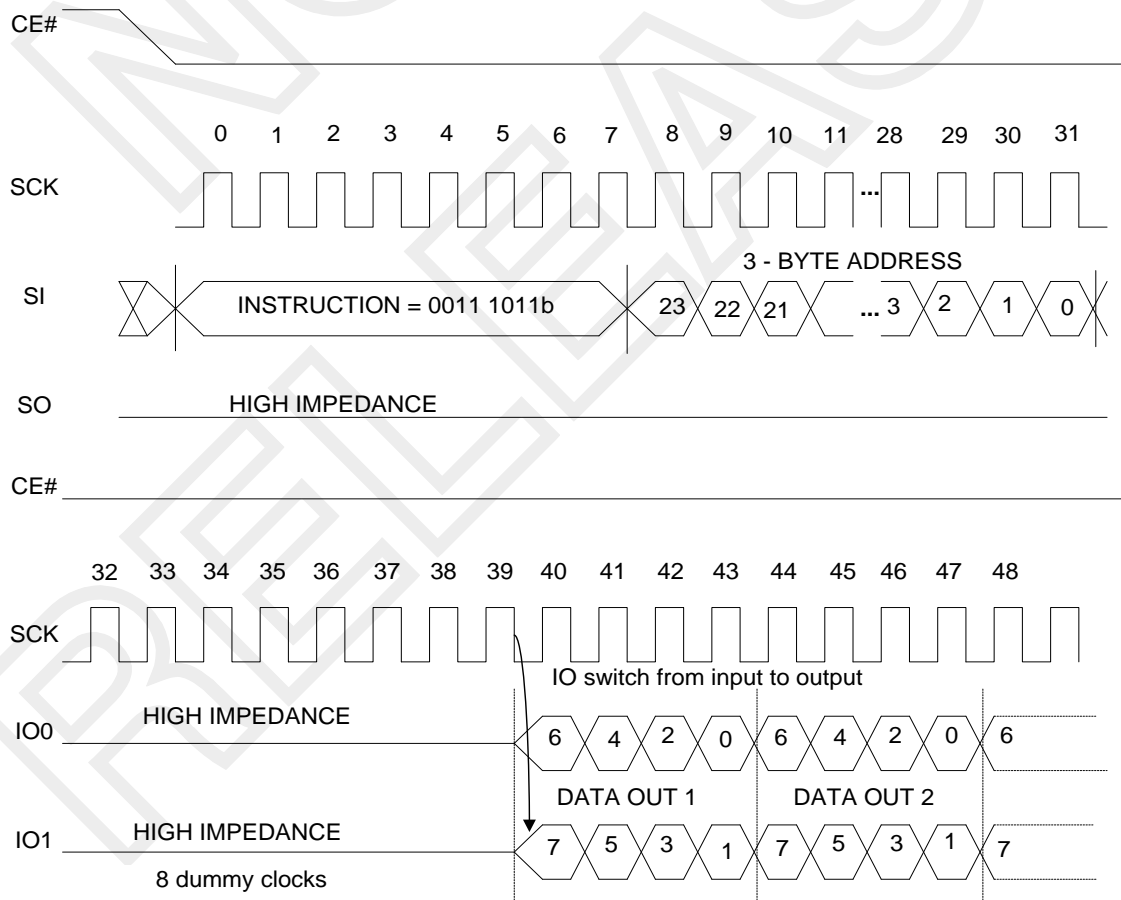 CE#
0 1 2 3 4 5 6 7 8 9 10 11 28 29 30 31
SCK
...
3 - BYTE ADDRESS
SI
INSTRUCTION = 0011 1011b
23 22 21 ... 3 2 1 0
SO
HIGH IMPEDANCE
CE#
32 33 34 35 36 37 38 39 40 41 42 43 44 45 46 47 48
SCK
IO switch from input to output
HIGH IMPEDANCE
IO0
6 4 2 0 6 4 2 0 6
DATA OUT 1 DATA OUT 2
HIGH IMPEDANCE
IO1
7 5 3 1 7 5 3 1 7
8 dummy clocks